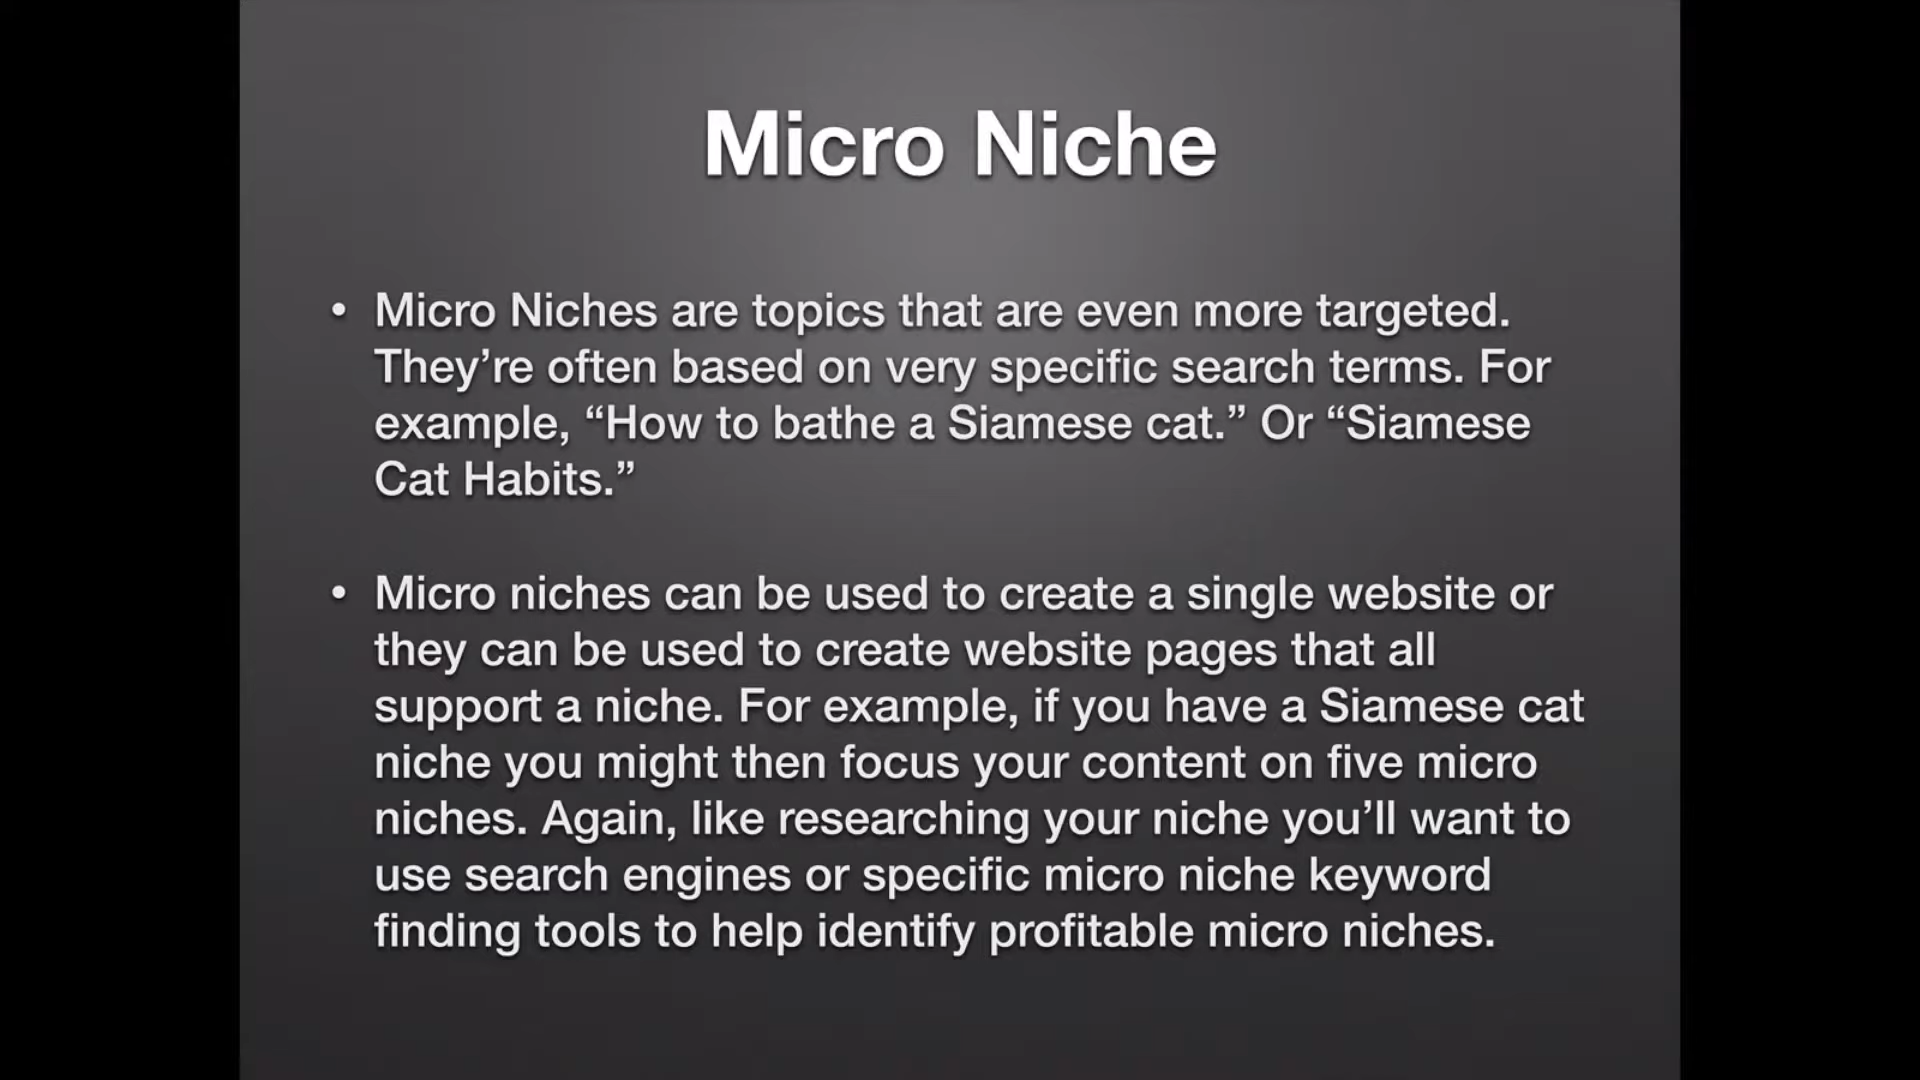 Micro Niche
• Micro Niches are topics that are even more targeted.
They’re often based on very specific search terms. For
example, “How to bathe a Siamese cat.” Or “Siamese
Cat Habits.”
• Micro niches can be used to create a single website or
they can be used to create website pages that all
support a niche. For example, if you have a Siamese cat
niche you might then focus your content on five micro
niches. Again, like researching your niche you’ll want to
use search engines or specific micro niche keyword
finding tools to help identify profitable micro niches.